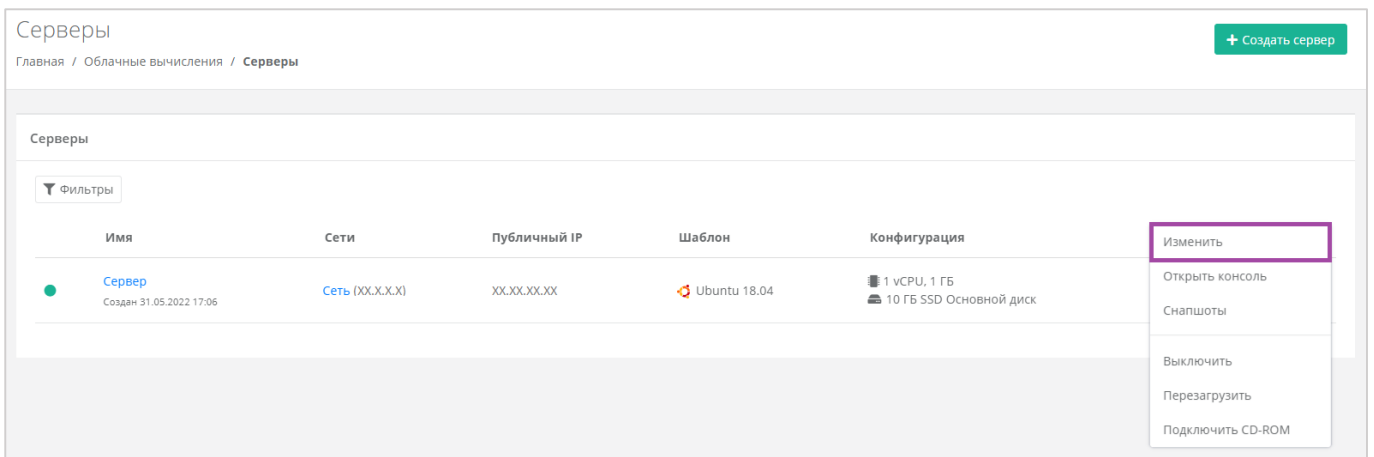 Серверы
+ Создать сервер
Главная / Облачные вычисления / Серверы
Серверы
Фильтры
Имя Сети Публичный IP Шаблон Конфигурация
Сервер
Создан 31.05.2022 17:06
Сеть (XX.X.X.X) XX.XX.XX.XX Ubuntu 18.04
1 vCPU, 1 ГБ
10 ГБ SSD Основной диск
Изменить
Открыть консоль
Снапшоты
Выключить
Перезагрузить
Подключить CD-ROM